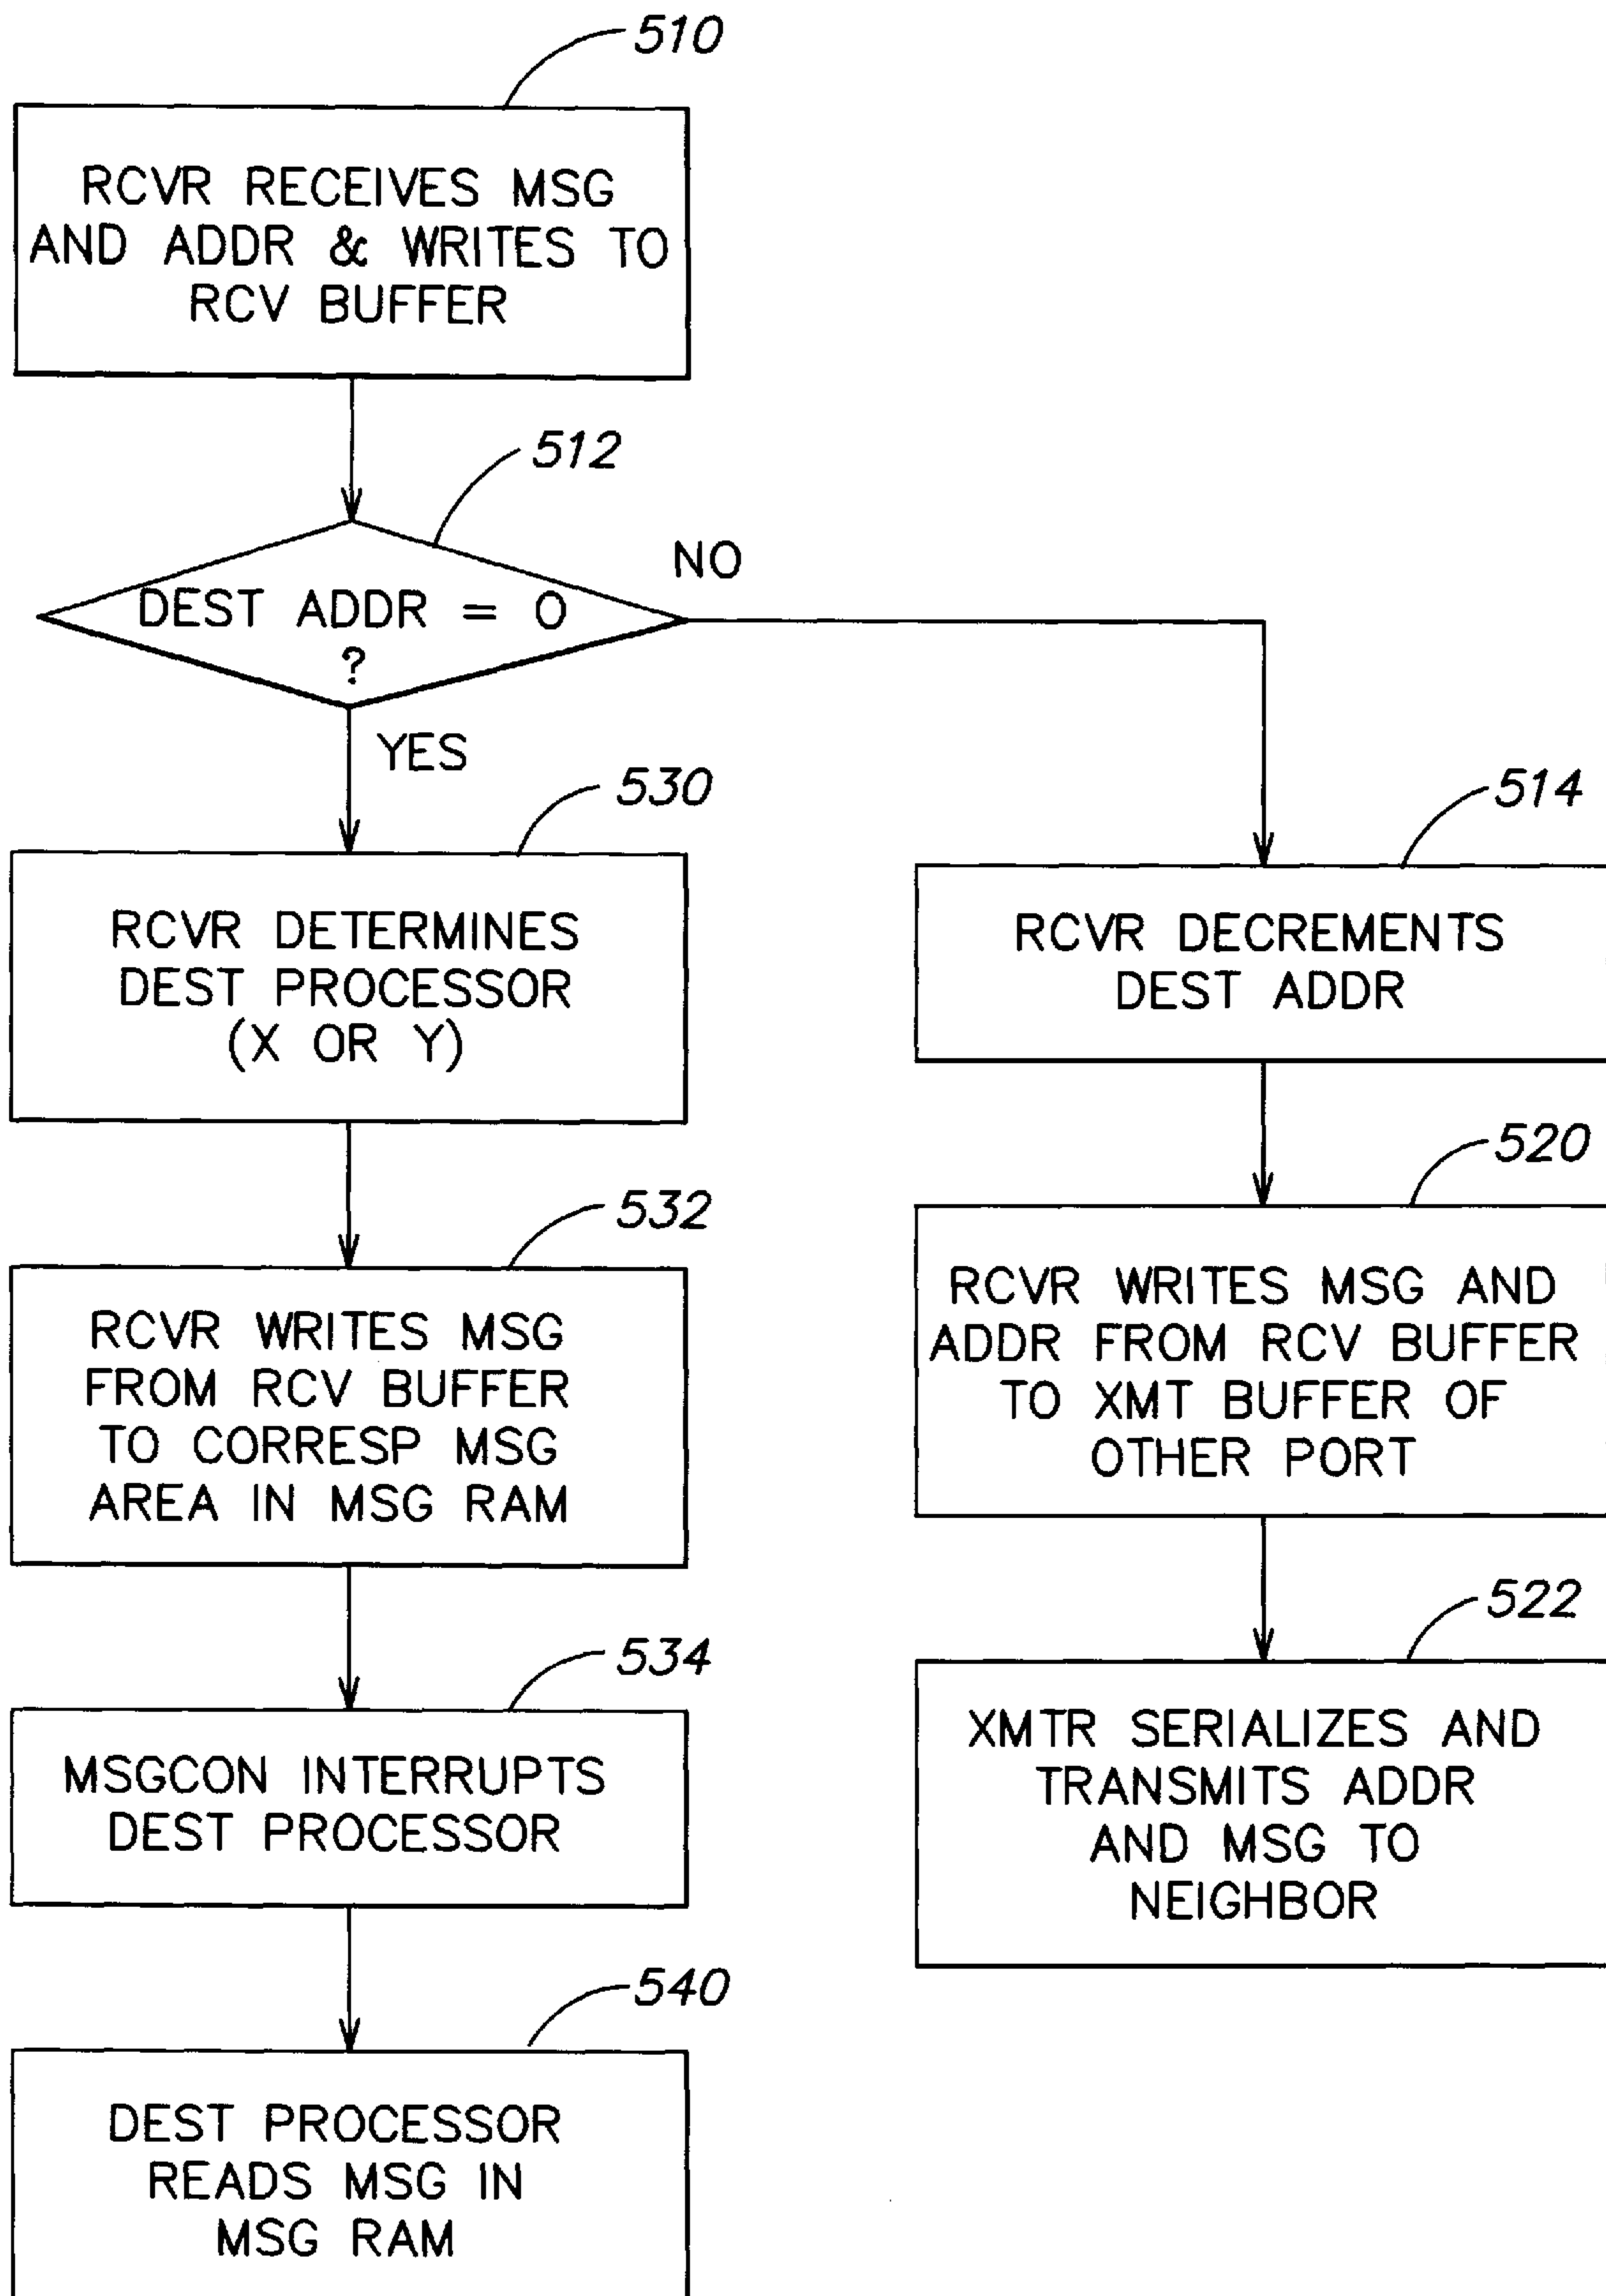 510
RCVR RECEIVES MSG
AND ADDR & WRITES TO
RCV BUFFER
512
DEST ADDR = 0
?
NO
YES
530
RCVR DETERMINES
DEST PROCESSOR
(X OR Y)
532
RCVR WRITES MSG
FROM RCV BUFFER
TO CORRESP MSG
AREA IN MSG RAM
534
MSGCON INTERRUPTS
DEST PROCESSOR
540
DEST PROCESSOR
READS MSG IN
MSG RAM
514
RCVR DECREMENTS
DEST ADDR
520
RCVR WRITES MSG AND
ADDR FROM RCV BUFFER
TO XMT BUFFER OF
OTHER PORT
522
XMTR SERIALIZES AND
TRANSMITS ADDR
AND MSG TO
NEIGHBOR